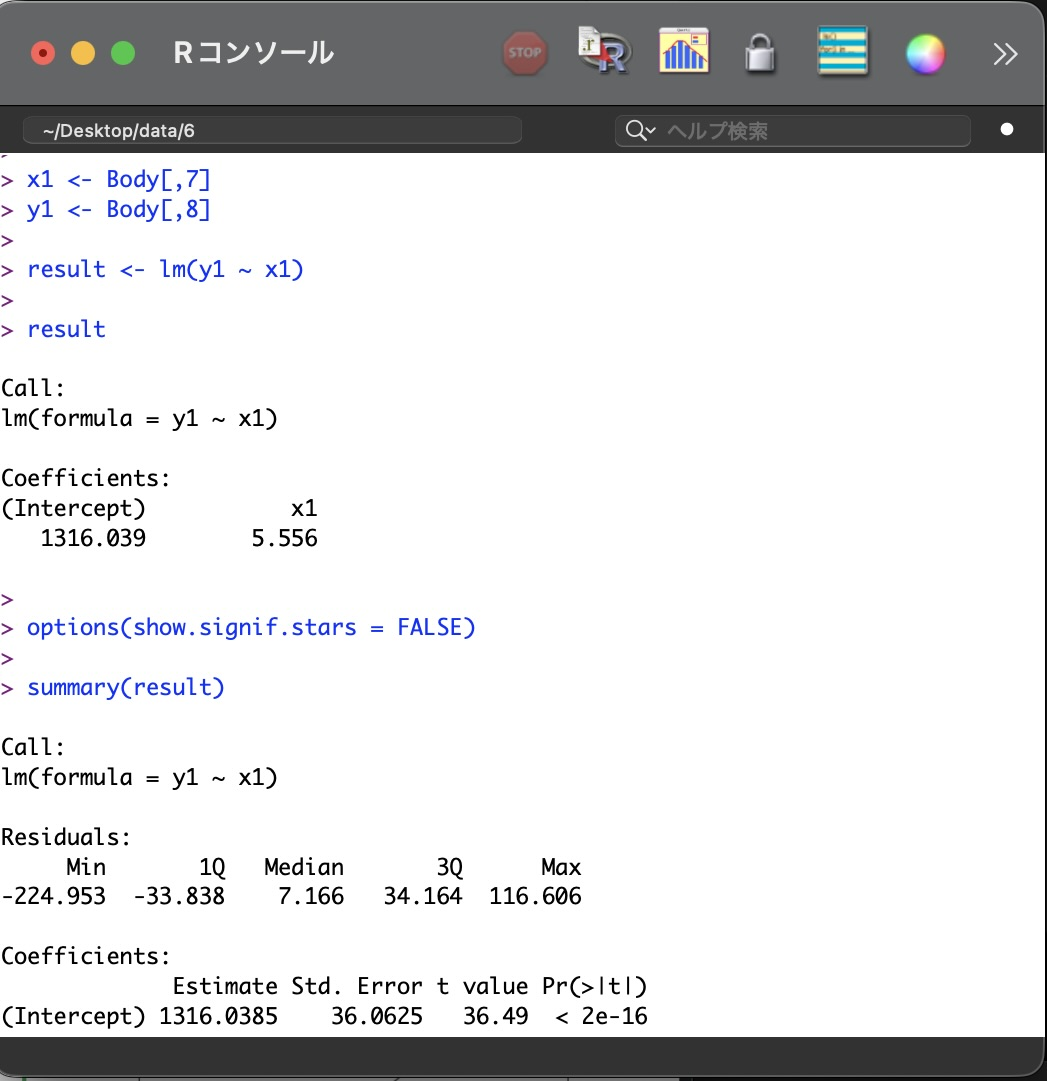 Rコンソール
STOP
~/Desktop/data/6
ヘルプ検索
> x1 <- Body[,7]
> y1 <- Body[,8]
>
> result <- lm(y1 ~ x1)
>
> result
Call:
lm(formula = y1 ~ x1)
Coefficients:
(Intercept) x1
1316.039 5.556
>
> options(show.signif.stars = FALSE)
>
> summary(result)
Call:
lm(formula = y1 ~ x1)
Residuals:
Min 1Q Median 3Q Max
-224.953 -33.838 7.166 34.164 116.606
Coefficients:
Estimate Std. Error t value Pr(>|t|)
(Intercept) 1316.0385 36.0625 36.49 < 2e-16